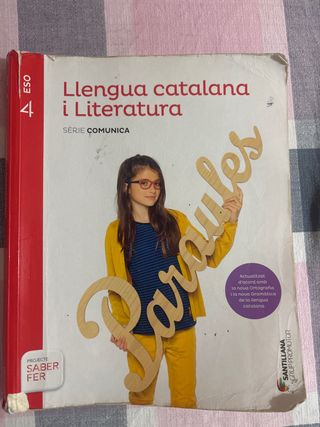 4 ESO
Llengua catalana
i Literatura
SÈRIE COMUNICA
Paraules
Actualitzat
d'acord amb
la nova Ortografia
i la nova Gramàtica
de la llengua
catalana
PROJECTE
SABER
FER
SANTILLANA